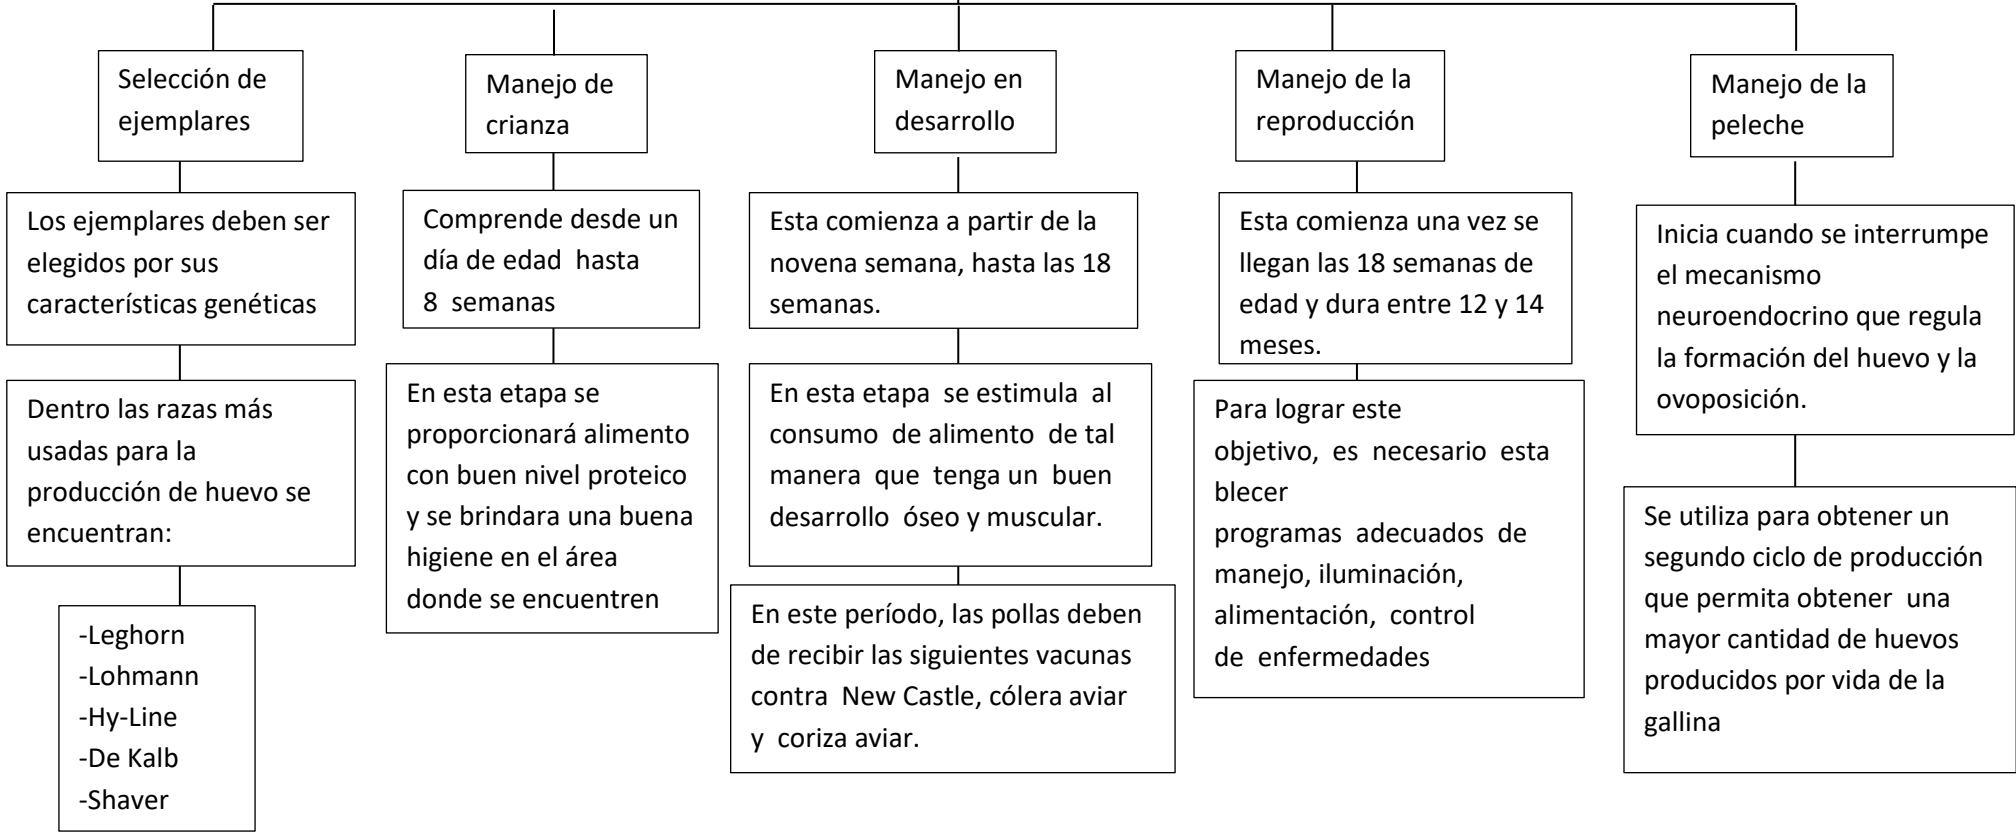 Selección de
ejemplares
Los ejemplares deben ser
elegidos por sus
características genéticas
Dentro las razas más
usadas para la
producción de huevo se
encuentran:
-Leghorn
-Lohmann
-Hy-Line
-De Kalb
-Shaver
Manejo de
crianza
Comprende desde un
día de edad hasta
8 semanas
En esta etapa se
proporcionará alimento
con buen nivel proteico
y se brindara una buena
higiene en el área
donde se encuentren
Manejo en
desarrollo
Esta comienza a partir de la
novena semana, hasta las 18
semanas.
En esta etapa se estimula al
consumo de alimento de tal
manera que tenga un buen
desarrollo óseo y muscular.
En este período, las pollas deben
de recibir las siguientes vacunas
contra New Castle, cólera aviar
y coriza aviar.
Manejo de la
reproducción
Esta comienza una vez se
llegan las 18 semanas de
edad y dura entre 12 y 14
meses.
Para lograr este
objetivo, es necesario esta
blecer
programas adecuados de
manejo, iluminación,
alimentación, control
de enfermedades
Manejo de la
peleche
Inicia cuando se interrumpe
el mecanismo
neuroendocrino que regula
la formación del huevo y la
ovoposición.
Se utiliza para obtener un
segundo ciclo de producción
que permita obtener una
mayor cantidad de huevos
producidos por vida de la
gallina